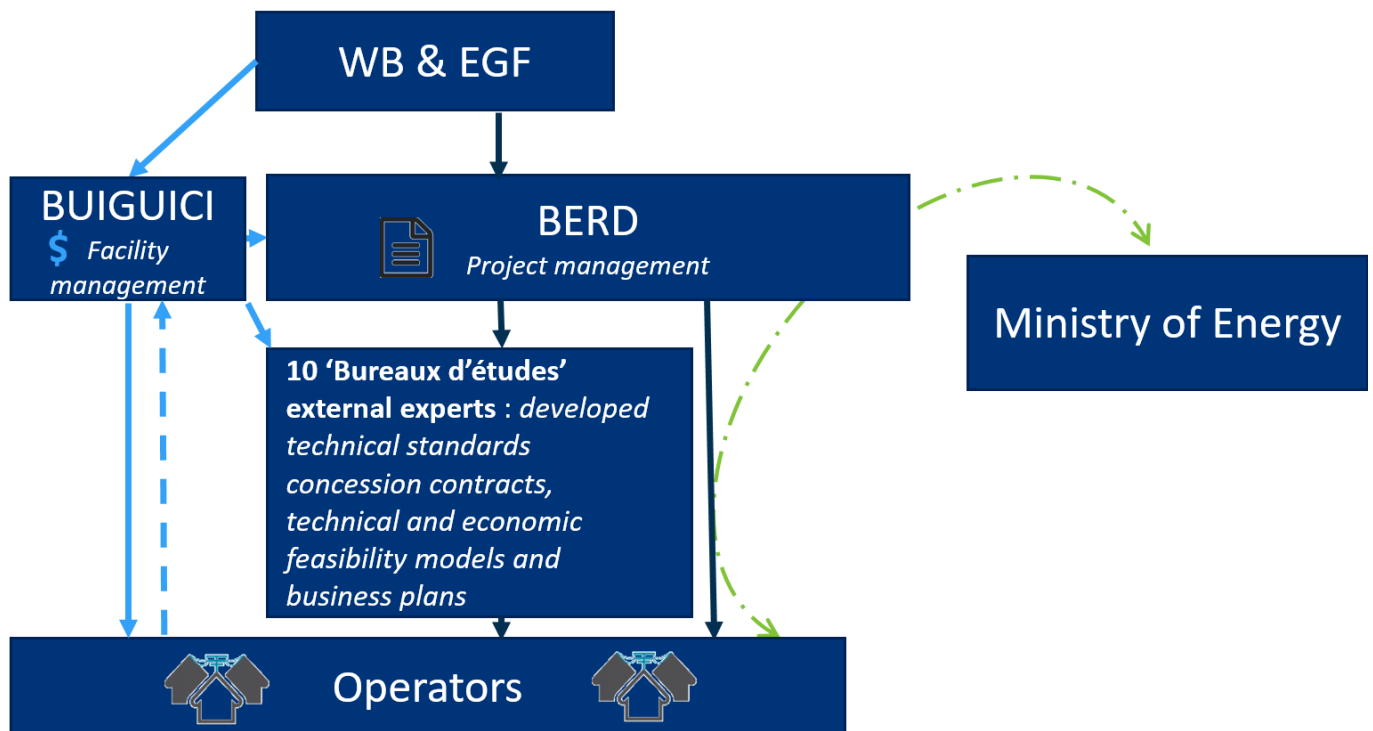 WB & EGF
BUIGUICI
$ Facility
management
BERD
Project management
Ministry of Energy
10 ‘Bureaux d’études’
external experts : developed
technical standards
concession contracts,
technical and economic
feasibility models and
business plans
Operators